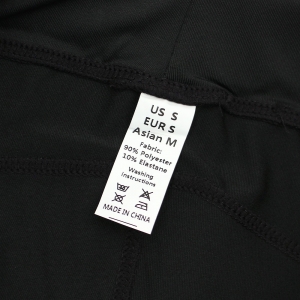 US S
EUR S
Asian M
Fabric:
90% Polyester
10% Elastane
Washing
instructions
MADE IN CHINA